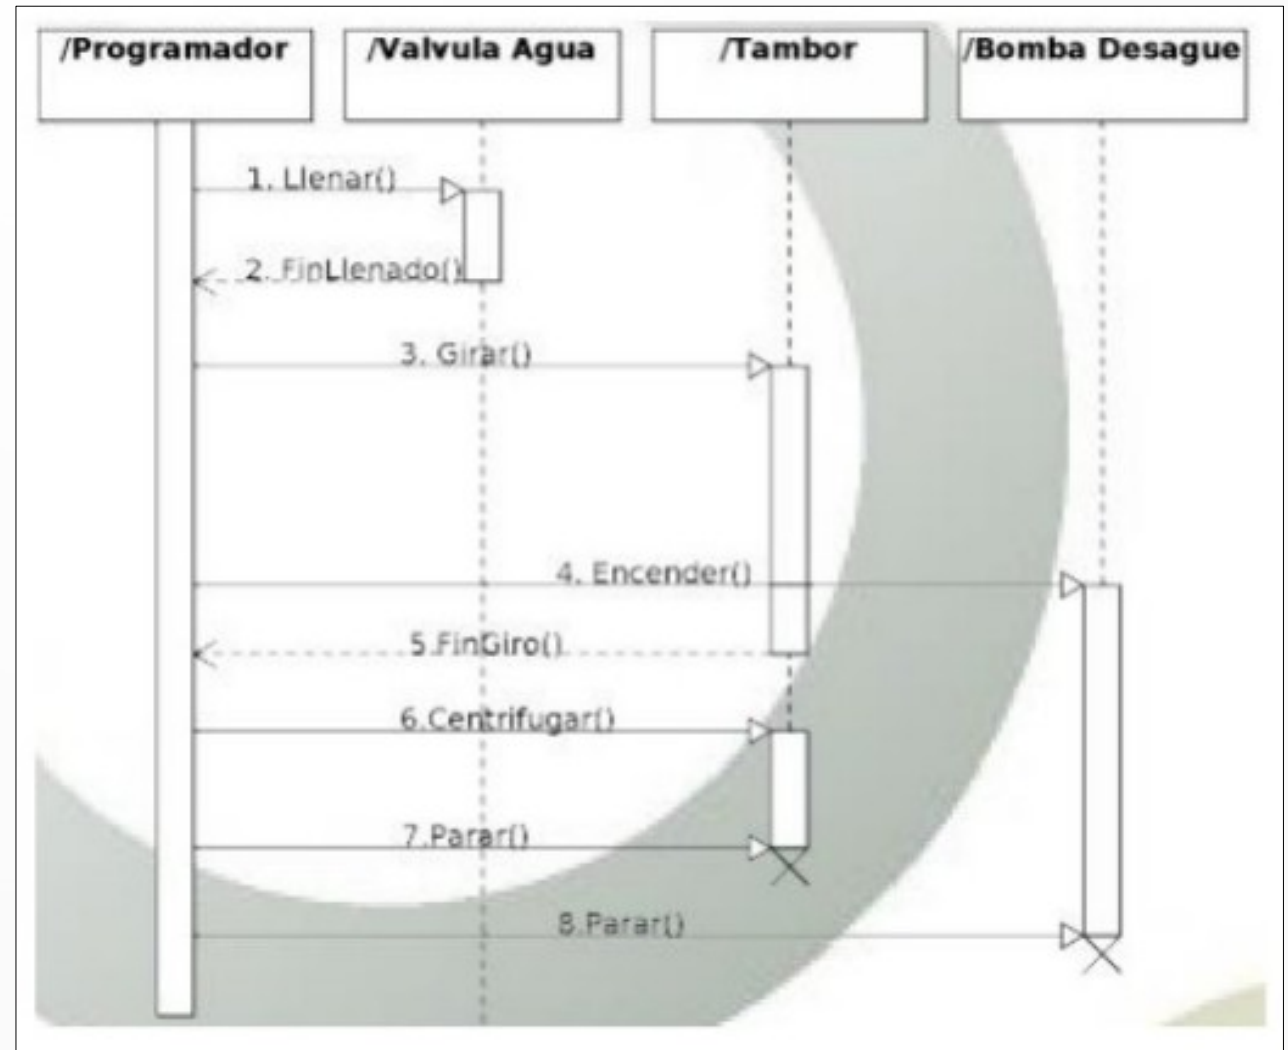 /Programador
/Valvula Agua
/Tambor
/Bomba Desague
1. Llenar()
2. FinLlenado()
3. Girar()
4. Encender()
5.FinGiro()
6.Centrifugar()
7.Parar()
8.Parar()